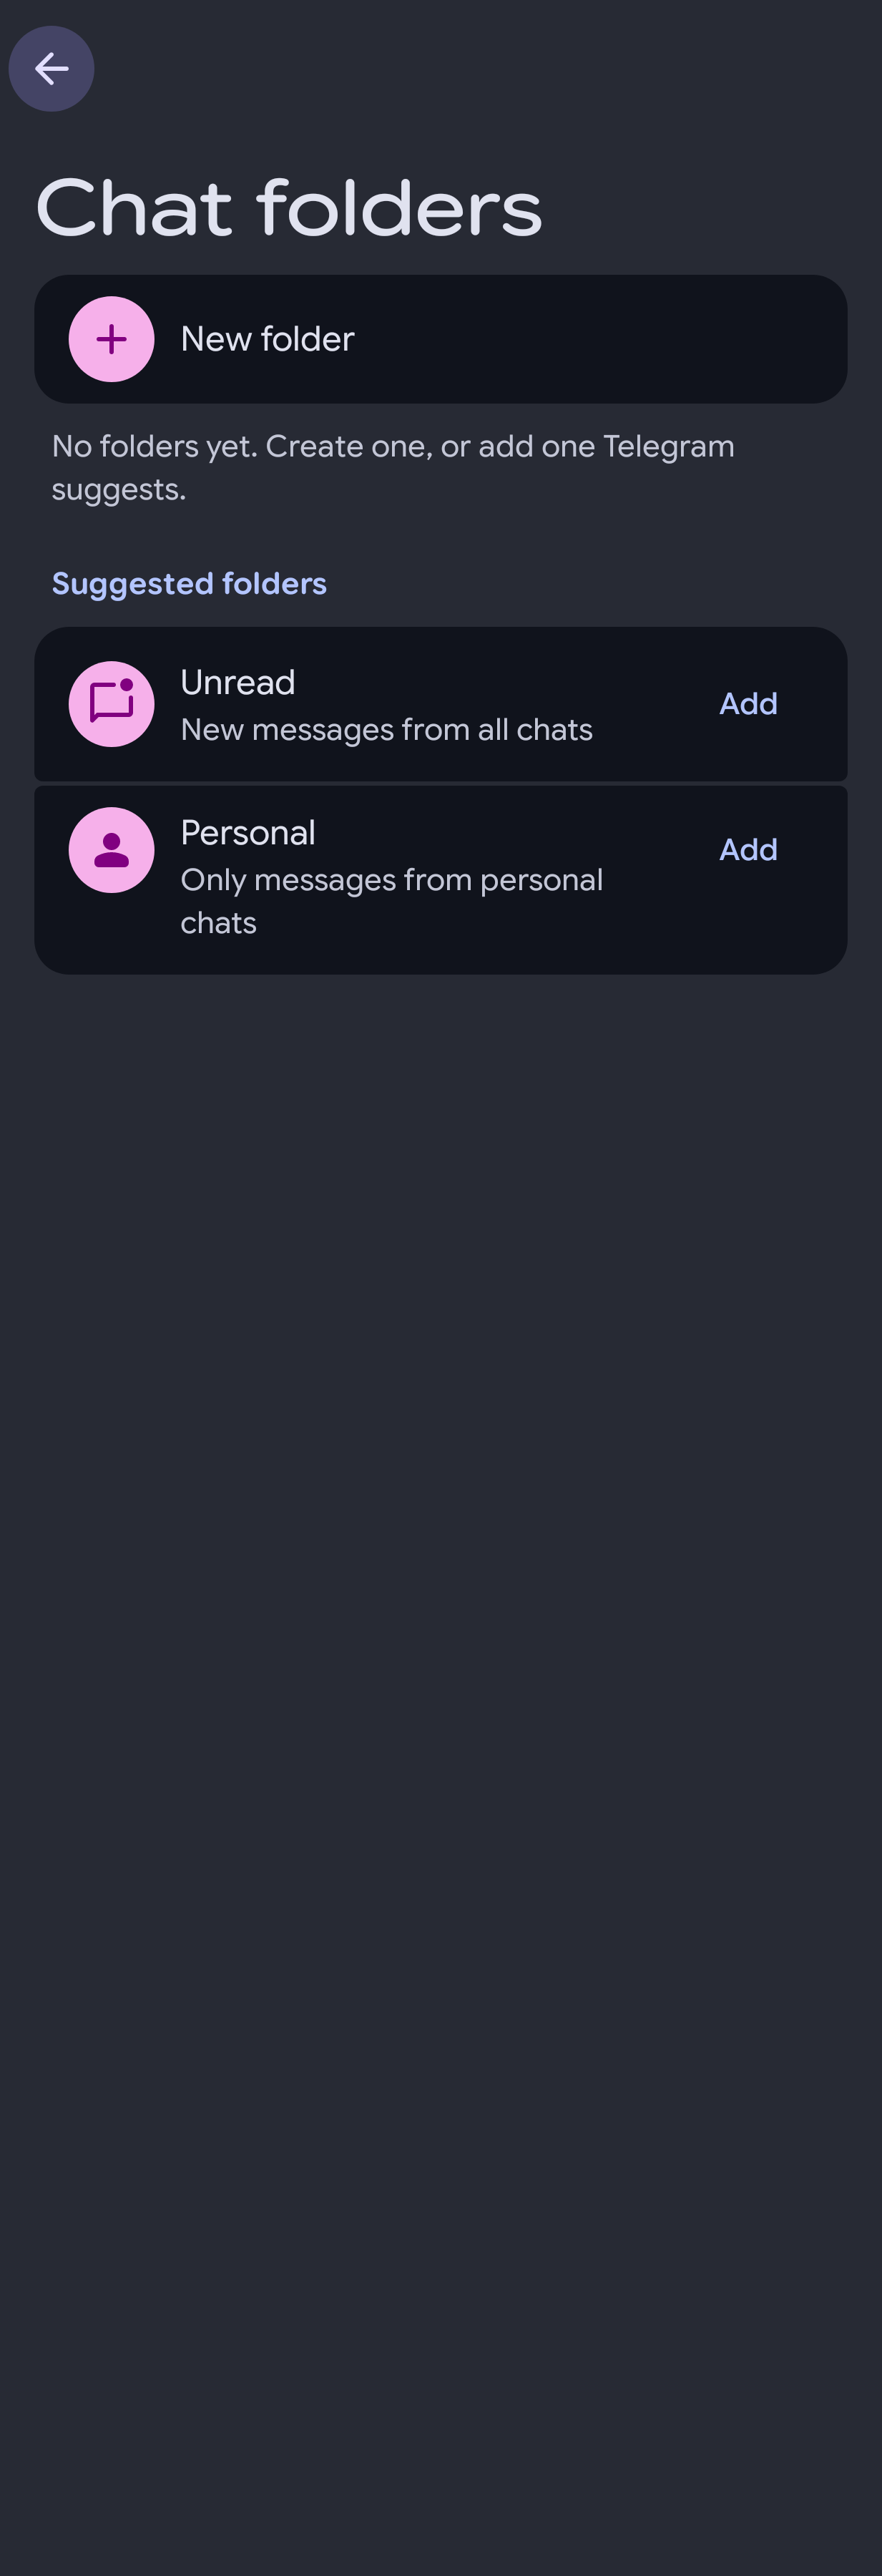 Chat folders
New folder
No folders yet. Create one, or add one Telegram
suggests.
Suggested folders
Unread
New messages from all chats
Add
Personal
Only messages from personal
chats
Add